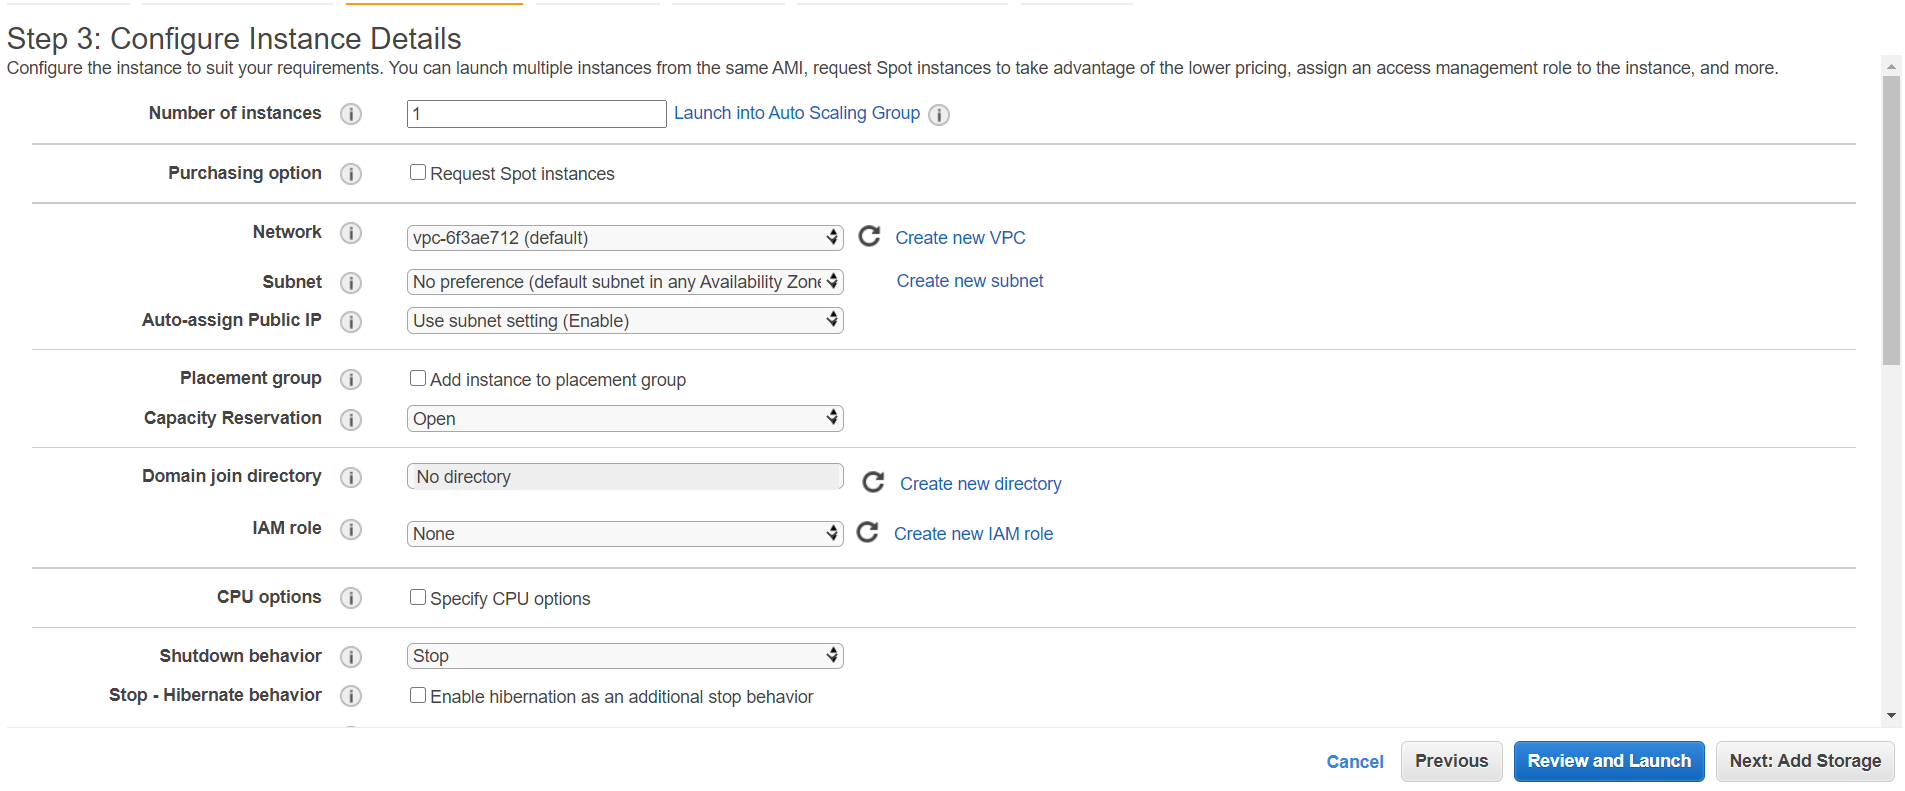 Step 3: Configure Instance Details
Configure the instance to suit your requirements. You can launch multiple instances from the same AMI, request Spot instances to take advantage of the lower pricing, assign an access management role to the instance, and more.
Number of instances 1 Launch into Auto Scaling Group
Purchasing option Request Spot instances
Network vpc-6f3ae712 (default) Create new VPC
Subnet No preference (default subnet in any Availability Zone Create new subnet
Auto-assign Public IP Use subnet setting (Enable)
Placement group Add instance to placement group
Capacity Reservation Open
Domain join directory No directory Create new directory
IAM role None Create new IAM role
CPU options Specify CPU options
Shutdown behavior Stop
Stop - Hibernate behavior Enable hibernation as an additional stop behavior
Cancel Previous Review and Launch Next: Add Storage